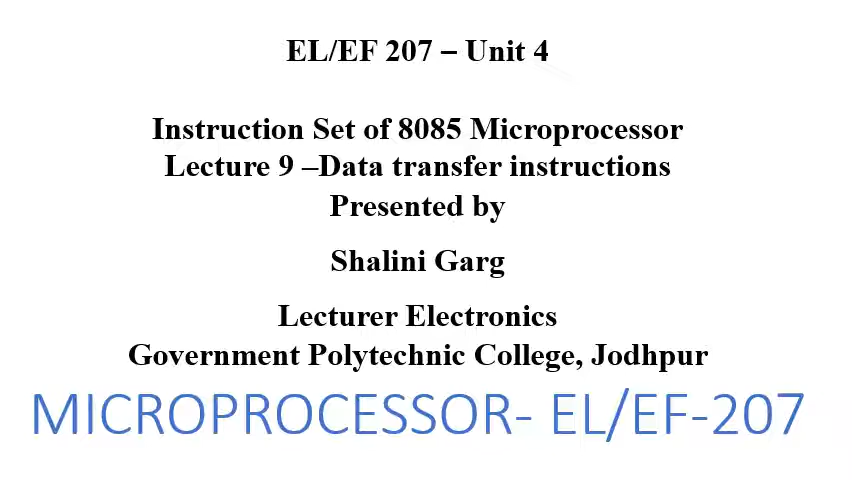 EL/EF 207 – Unit 4
Instruction Set of 8085 Microprocessor
Lecture 9 –Data transfer instructions
Presented by
Shalini Garg
Lecturer Electronics
Government Polytechnic College, Jodhpur
MICROPROCESSOR- EL/EF-207